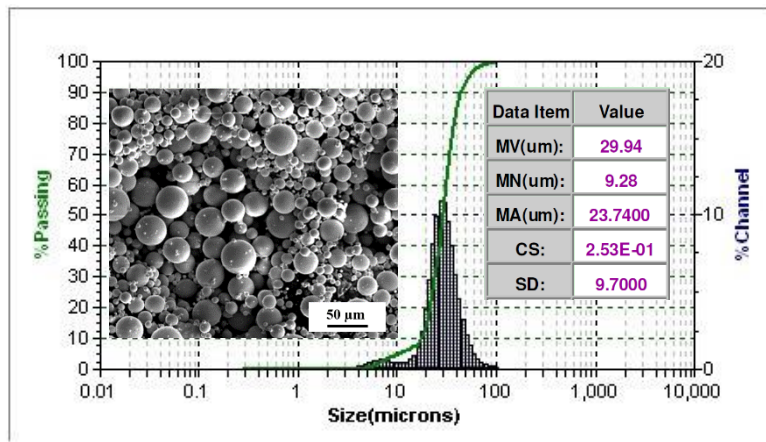 100
90
80
70
60
50
40
30
20
10
0
%Passing
20
10
0
%Channel
Data Item Value
MV(um): 29.94
MN(um): 9.28
MA(um): 23.7400
CS: 2.53E-01
SD: 9.7000
50 μm
0.01 0.1 1 10 100 1,000 10,000
Size(microns)